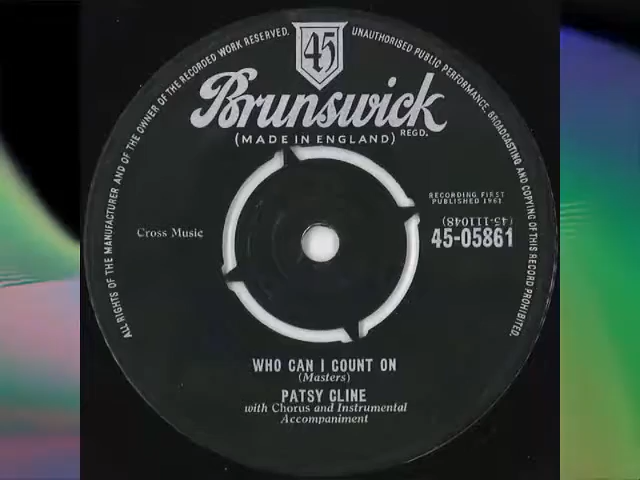 ALL RIGHTS OF THE MANUFACTURER AND OF THE OWNER OF THE RECORDED WORK RESERVED. UNAUTHORISED PUBLIC PERFORMANCE, BROADCASTING AND COPYING OF THIS RECORD PROHIBITED.
45
Brunswick
REGD.
(MADE IN ENGLAND)
RECORDING FIRST
PUBLISHED 1961
(45-111048)
Cross Music
45-05861
WHO CAN I COUNT ON
(Masters)
PATSY CLINE
with Chorus and Instrumental
Accompaniment